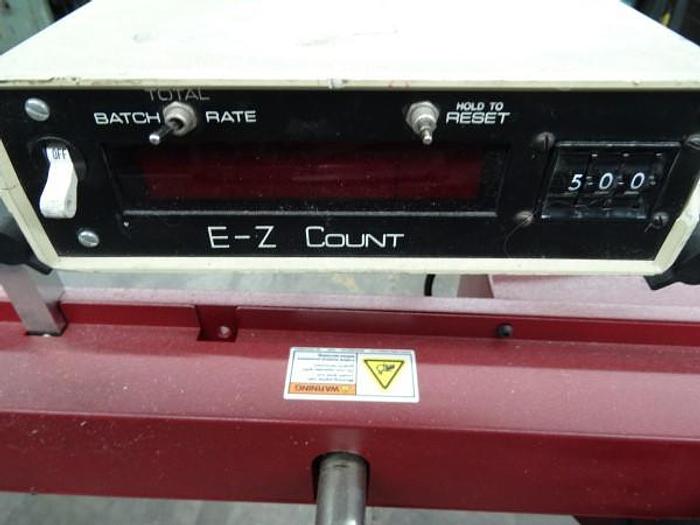 TOTAL
BATCH RATE
HOLD TO
RESET
OFF
5 0 0
E-Z COUNT
WARNING